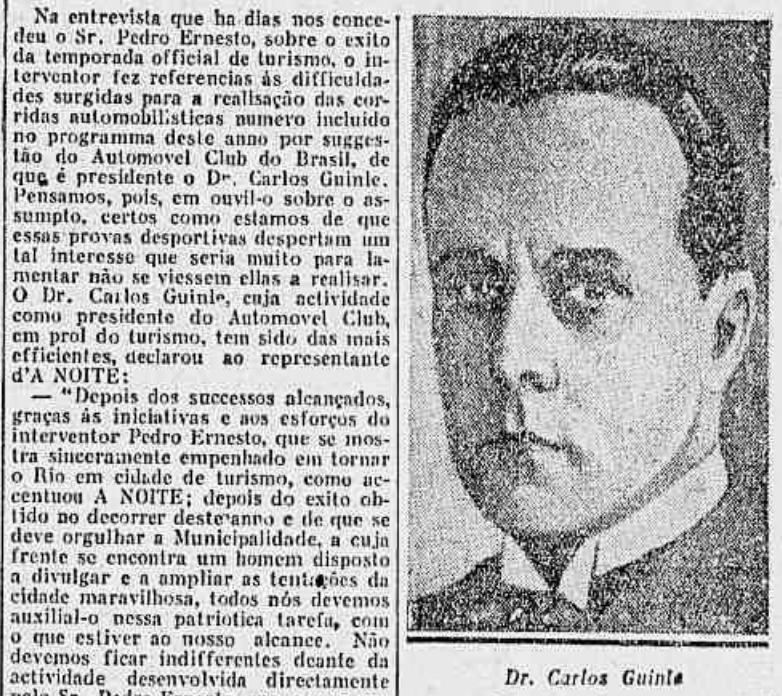 Na entrevista que ha dias nos conce-
deu o Sr. Pedro Ernesto, sobre o exito
da temporada official de turismo, o in-
terventor fez referencias ás difficulda-
des surgidas para a realisação das cor-
ridas automobilisticas numero incluido
no programma deste anno por sugges-
tão do Automovel Club do Brasil, de
que é presidente o Dr. Carlos Guinle.
Pensamos, pois, em ouvil-o sobre o as-
sumpto, certos como estamos de que
essas provas desportivas despertam um
tal interesse que seria muito para la-
mentar não se viessem ellas a realisar.
O Dr. Carlos Guinle, cuja actividade
como presidente do Automovel Club,
em prol do turismo, tem sido das mais
efficientes, declarou ao representante
d'A NOITE:
— "Depois dos successos alcançados,
graças ás iniciativas e aos esforços do
interventor Pedro Ernesto, que se mos-
tra sinceramente empenhado em tornar
o Rio em cidade de turismo, como ac-
centuou A NOITE; depois do exito ob-
tido no decorrer deste anno e de que se
deve orgulhar a Municipalidade, a cuja
frente se encontra um homem disposto
a divulgar e a ampliar as tentações da
cidade maravilhosa, todos nós devemos
auxilial-o nessa patriotica tarefa, com
o que estiver ao nosso alcance. Não
devemos ficar indifferentes deante da
actividade desenvolvida directamente
pelo Sr. Pedro Ernesto
Dr. Carlos Guinle